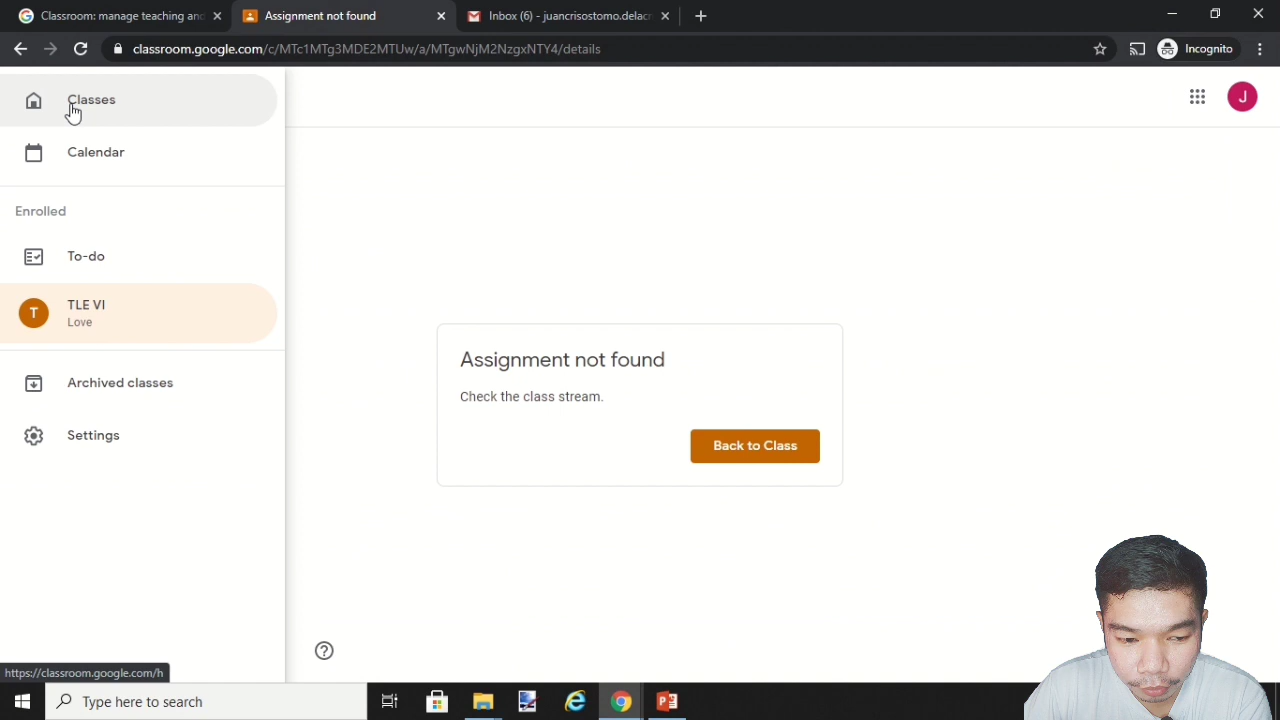 Classroom: manage teaching and
Assignment not found
Inbox (6) - juancrisostomo.delacr
classroom.google.com/c/MTc1MTg3MDE2MTUw/a/MTgwNjM2NzgxNTY4/details
Incognito
Classes
J
Calendar
Enrolled
To-do
T
TLE VI
Love
Archived classes
Settings
Assignment not found
Check the class stream.
Back to Class
https://classroom.google.com/h
Type here to search